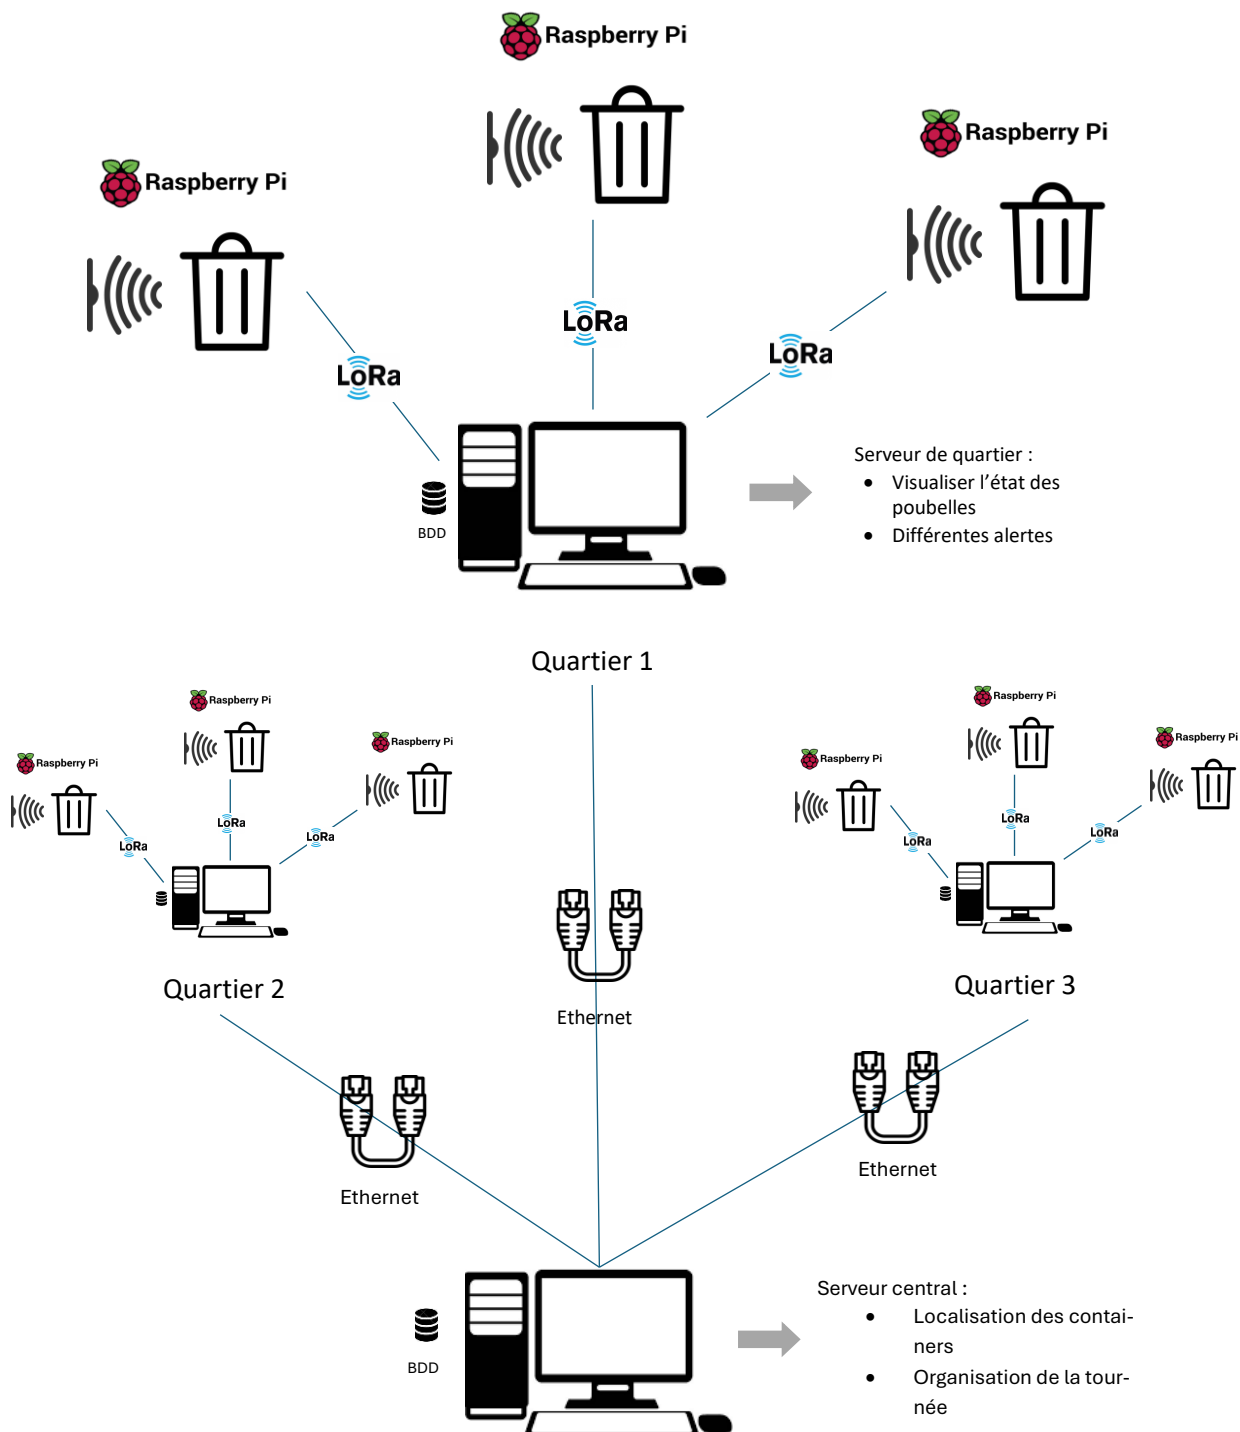 Raspberry Pi
Raspberry Pi
Raspberry Pi
LoRa
LoRa
LoRa
BDD
Serveur de quartier :
• Visualiser l’état des
poubelles
• Différentes alertes
Quartier 1
Raspberry Pi
Raspberry Pi
Raspberry Pi
LoRa
LoRa
LoRa
Quartier 2
Raspberry Pi
Raspberry Pi
Raspberry Pi
LoRa
LoRa
LoRa
Quartier 3
Ethernet
Ethernet
Ethernet
BDD
Serveur central :
• Localisation des contai-
ners
• Organisation de la tour-
née